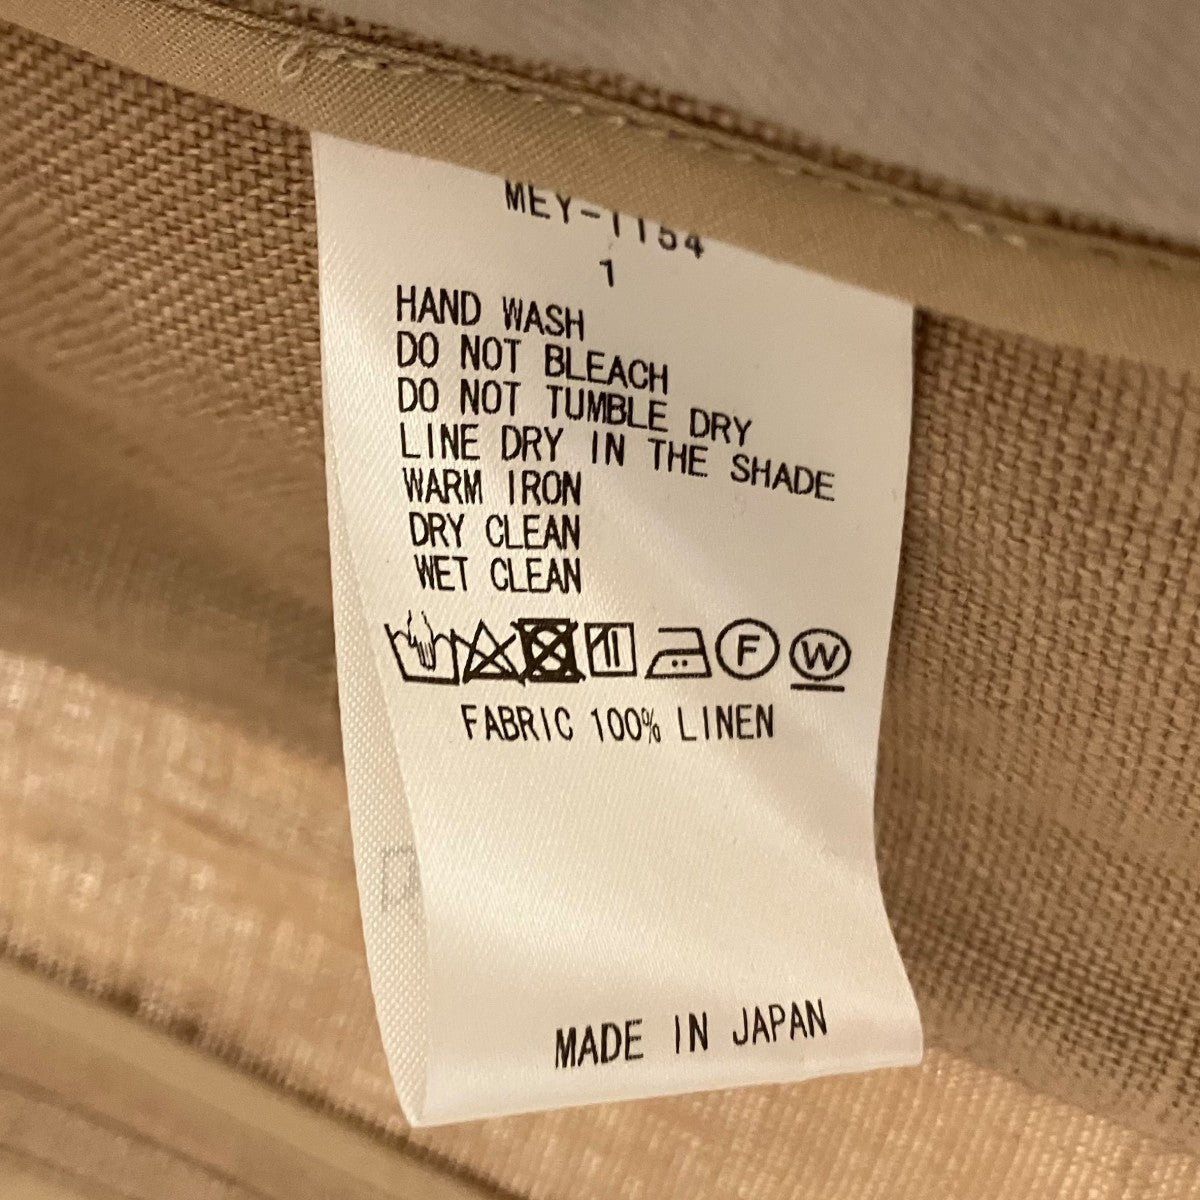 MEY-1154
1
HAND WASH
DO NOT BLEACH
DO NOT TUMBLE DRY
LINE DRY IN THE SHADE
WARM IRON
DRY CLEAN
WET CLEAN
F W
FABRIC 100% LINEN
MADE IN JAPAN